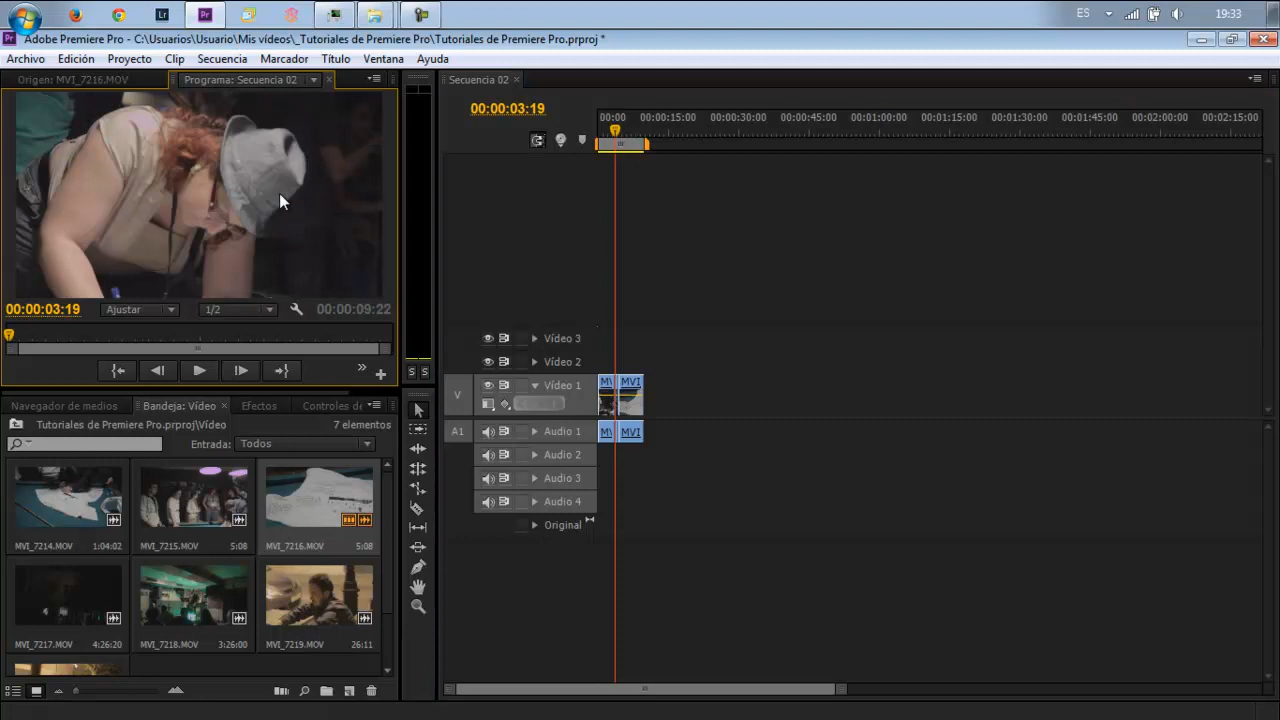 Lr Pr ES 19:33
Pr Adobe Premiere Pro - C:\Usuarios\Usuario\Mis vídeos\_Tutoriales de Premiere Pro\Tutoriales de Premiere Pro.prproj *
Archivo Edición Proyecto Clip Secuencia Marcador Título Ventana Ayuda
Origen: MVI_7216.MOV Programa: Secuencia 02 Secuencia 02
00:00:03:19
00:00 00:00:15:00 00:00:30:00 00:00:45:00 00:01:00:00 00:01:15:00 00:01:30:00 00:01:45:00 00:02:00:00 00:02:15:00
00:00:03:19 Ajustar 1/2 00:00:09:22
Vídeo 3
Vídeo 2
V Vídeo 1 MVI
A1 Audio 1 MVI
Audio 2
Audio 3
Audio 4
Original
S S
Navegador de medios Bandeja: Vídeo Efectos Controles de
Tutoriales de Premiere Pro.prproj\Vídeo 7 elementos
Entrada: Todos
MVI_7214.MOV 1:04:02 MVI_7215.MOV 5:08 MVI_7216.MOV 5:08
MVI_7217.MOV 4:26:20 MVI_7218.MOV 3:26:00 MVI_7219.MOV 26:11